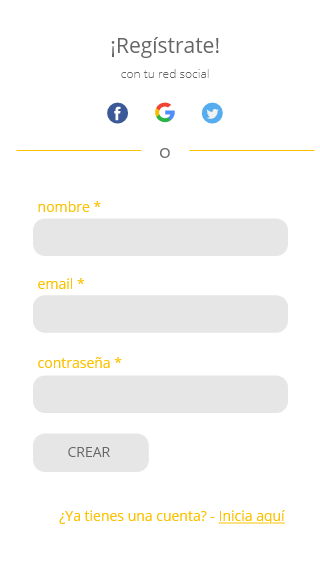 ¡Regístrate!
con tu red social
O
nombre *
email *
contraseña *
CREAR
¿Ya tienes una cuenta? - Inicia aquí